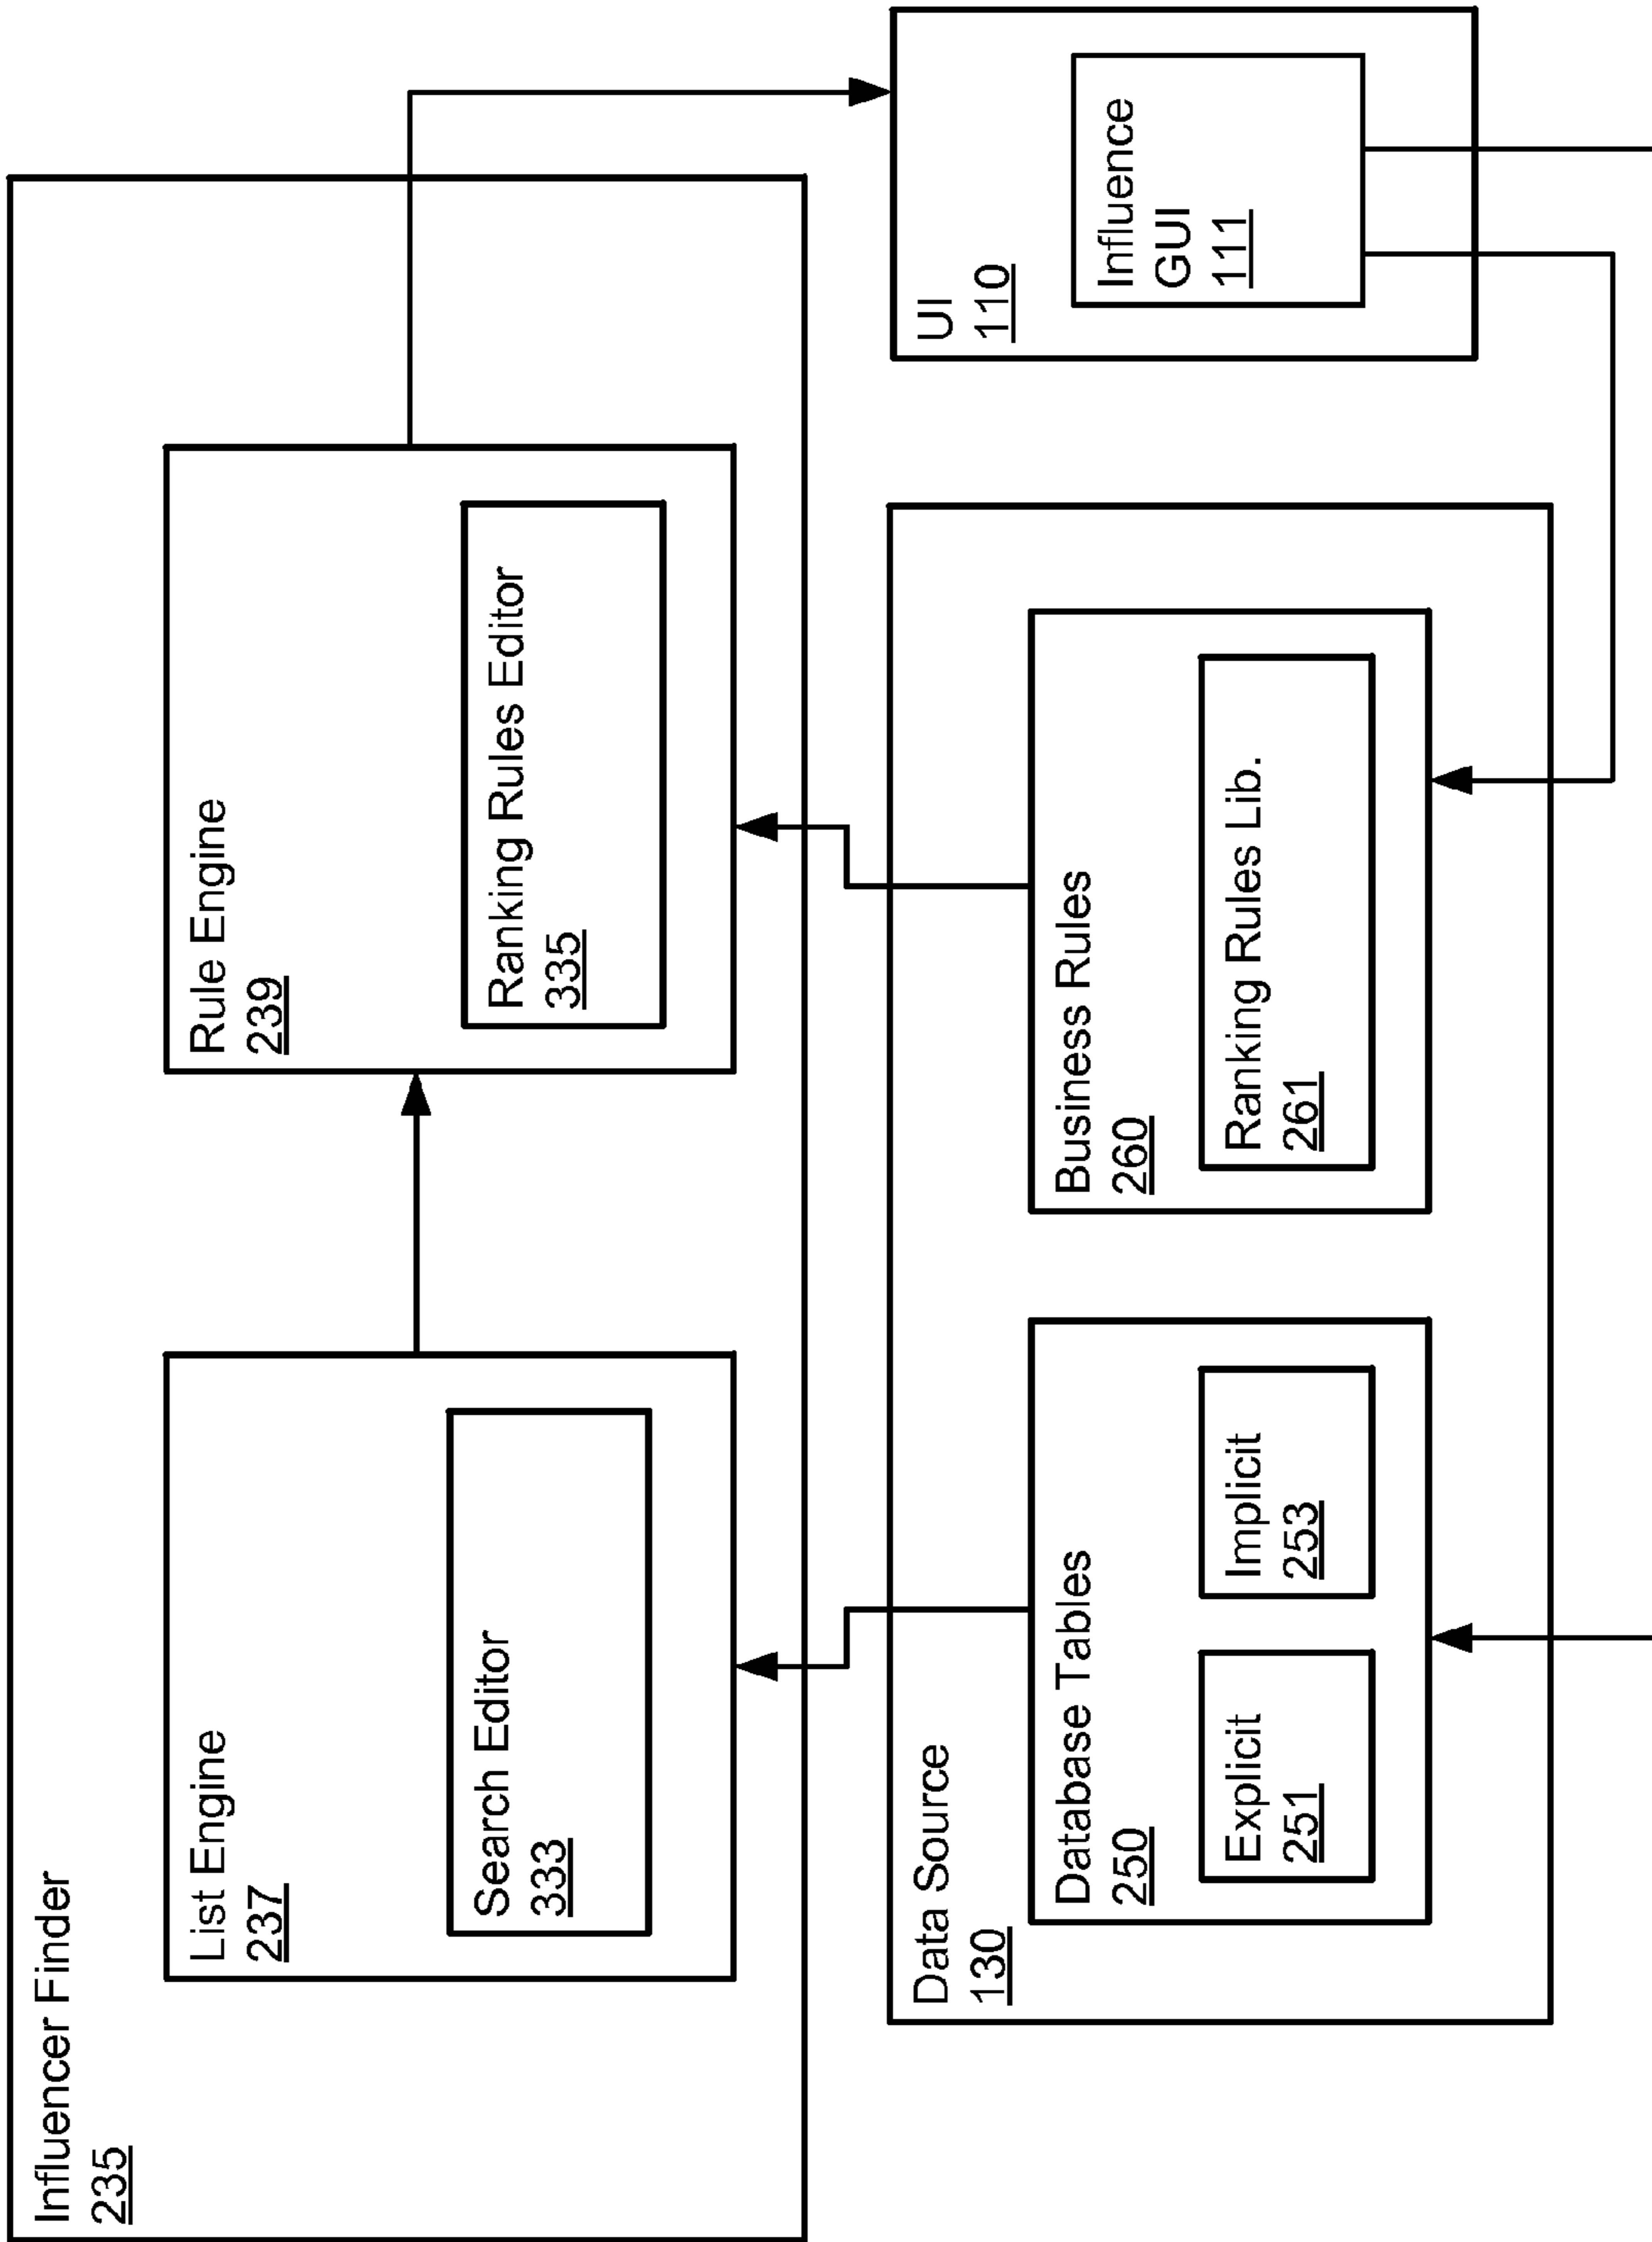 Influencer Finder
235
List Engine
237
Search Editor
333
Rule Engine
239
Ranking Rules Editor
335
Data Source
130
Database Tables
250
Explicit
251
Implicit
253
Business Rules
260
Ranking Rules Lib.
261
UI
110
Influence
GUI
111